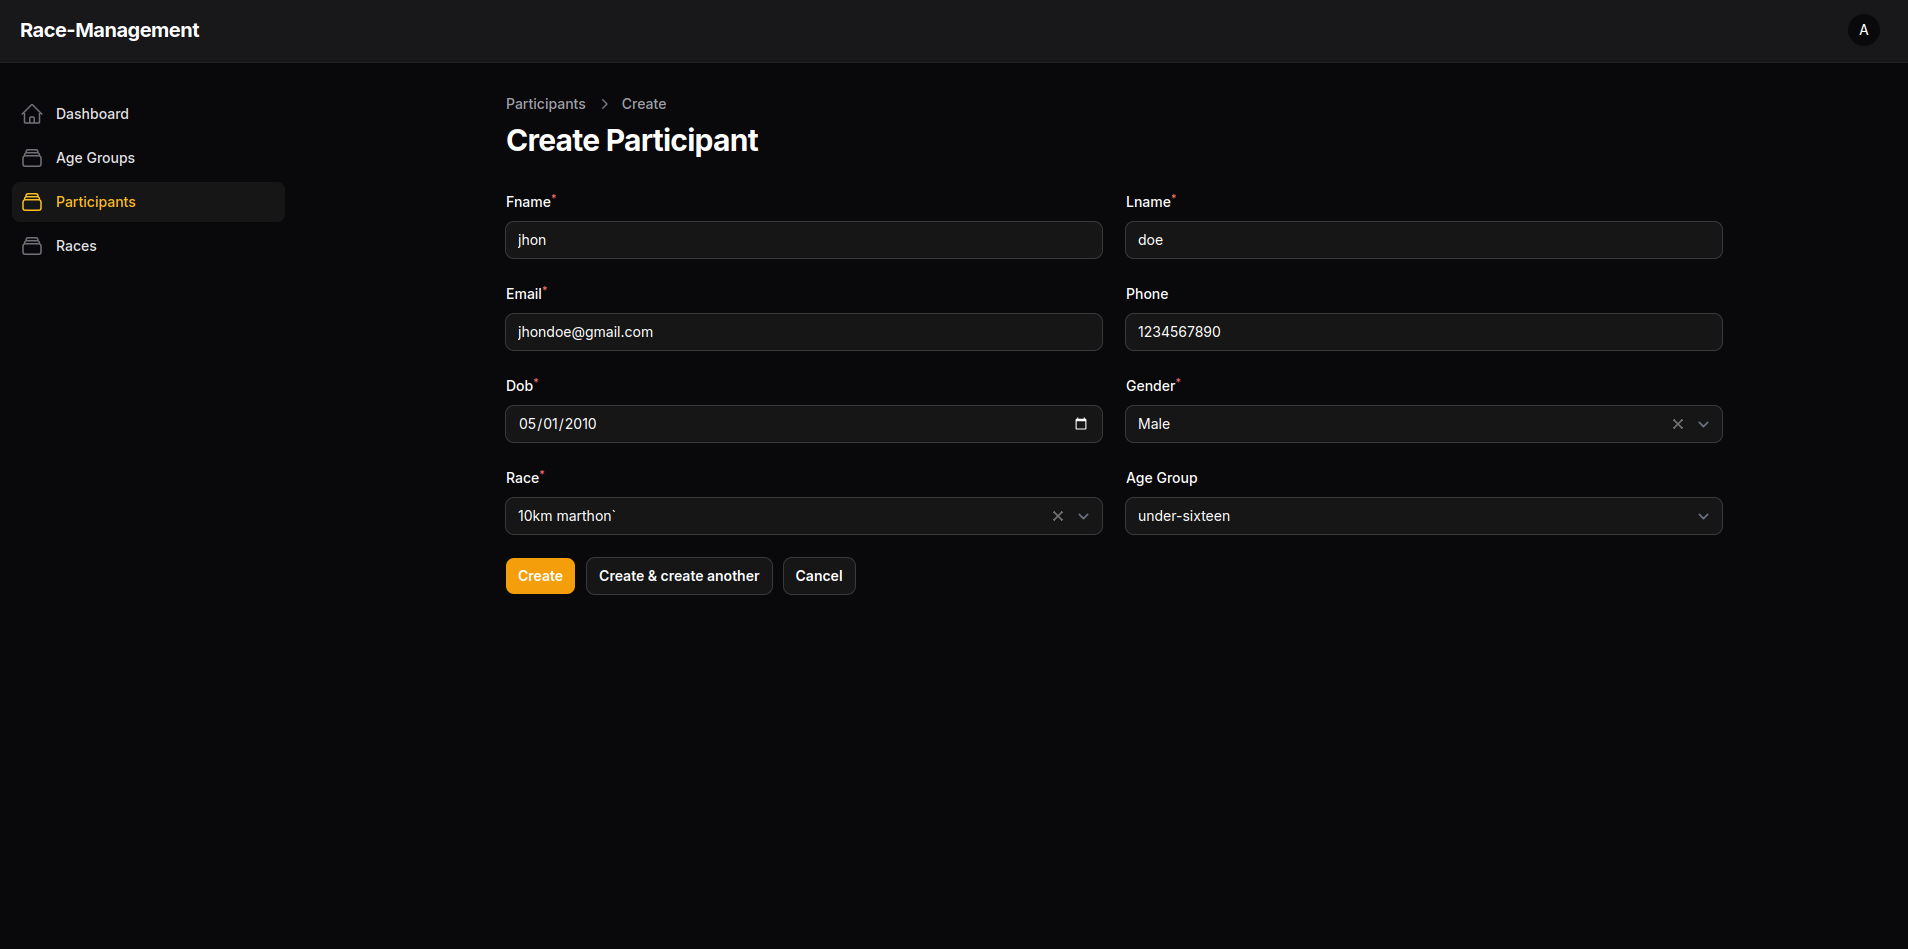 Race-Management
A
Dashboard
Age Groups
Participants
Races
Participants > Create
Create Participant
Fname*
Lname*
jhon
doe
Email*
Phone
jhondoe@gmail.com
1234567890
Dob*
Gender*
05/01/2010
Male
Race*
Age Group
10km marthon`
under-sixteen
Create
Create & create another
Cancel